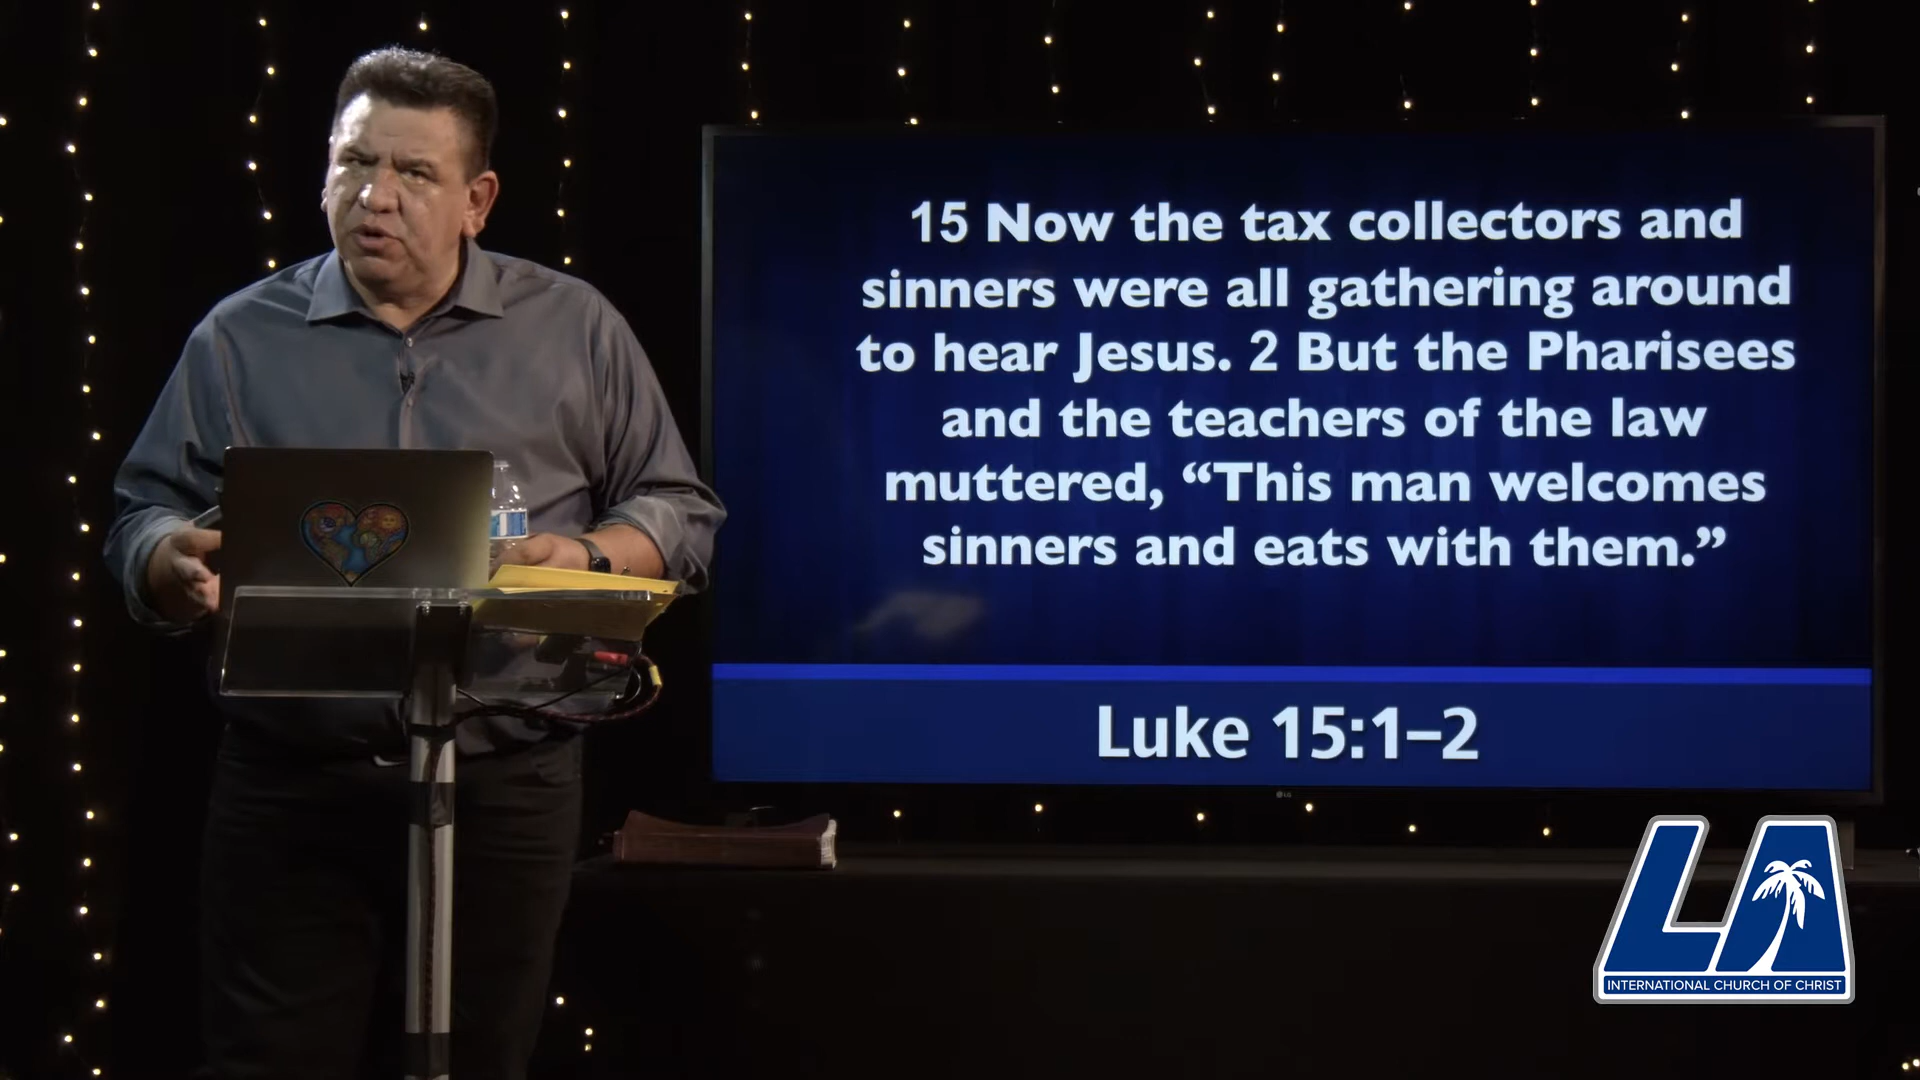 15 Now the tax collectors and
sinners were all gathering around
to hear Jesus. 2 But the Pharisees
and the teachers of the law
muttered, “This man welcomes
sinners and eats with them.”
Luke 15:1–2
LG
LA
INTERNATIONAL CHURCH OF CHRIST